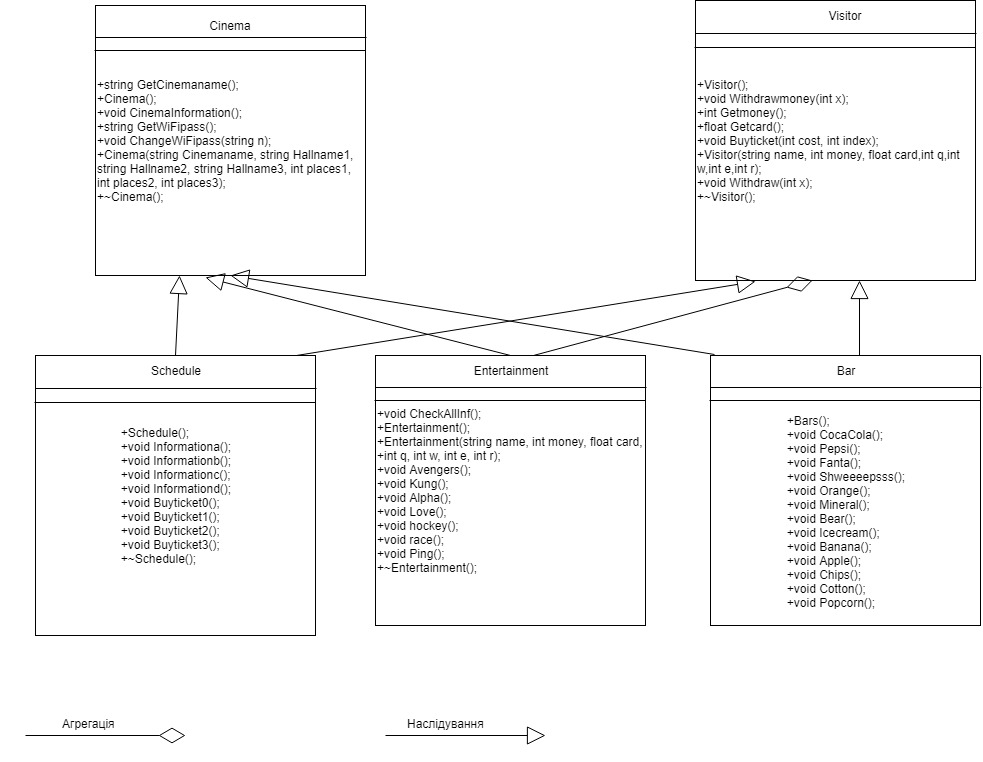 Cinema
+string GetCinemaname();
+Cinema();
+void CinemaInformation();
+string GetWiFipass();
+void ChangeWiFipass(string n);
+Cinema(string Cinemaname, string Hallname1,
string Hallname2, string Hallname3, int places1,
int places2, int places3);
+~Cinema();
Visitor
+Visitor();
+void Withdrawmoney(int x);
+int Getmoney();
+float Getcard();
+void Buyticket(int cost, int index);
+Visitor(string name, int money, float card,int q,int
w,int e,int r);
+void Withdraw(int x);
+~Visitor();
Schedule
+Schedule();
+void Informationa();
+void Informationb();
+void Informationc();
+void Informationd();
+void Buyticket0();
+void Buyticket1();
+void Buyticket2();
+void Buyticket3();
+~Schedule();
Entertainment
+void CheckAllInf();
+Entertainment();
+Entertainment(string name, int money, float card,
+int q, int w, int e, int r);
+void Avengers();
+void Kung();
+void Alpha();
+void Love();
+void hockey();
+void race();
+void Ping();
+~Entertainment();
Bar
+Bars();
+void CocaCola();
+void Pepsi();
+void Fanta();
+void Shweeeepsss();
+void Orange();
+void Mineral();
+void Bear();
+void Icecream();
+void Banana();
+void Apple();
+void Chips();
+void Cotton();
+void Popcorn();
Агрегація
Наслідування